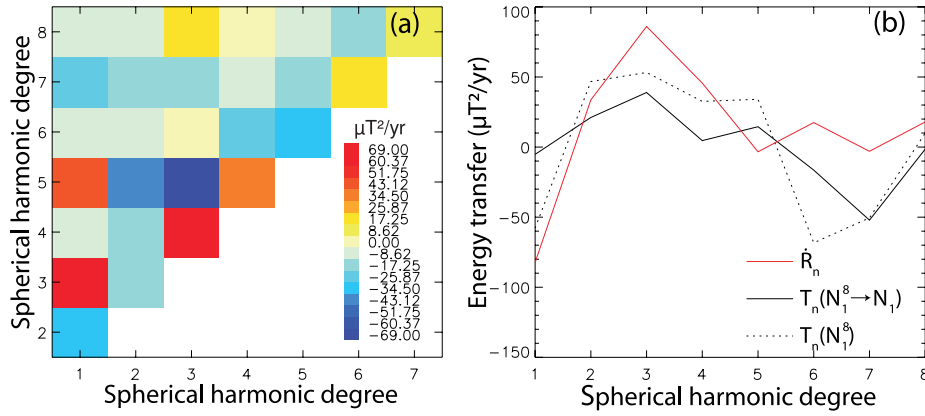 (a)
Spherical harmonic degree
8
7
6
5
4
3
2
1 2 3 4 5 6 7
Spherical harmonic degree
μT²/yr
69.00
60.37
51.75
43.12
34.50
25.87
17.25
8.62
0.00
−8.62
−17.25
−25.87
−34.50
−43.12
−51.75
−60.37
−69.00
(b)
Energy transfer (μT²/yr)
100
50
0
−50
−100
−150
1 2 3 4 5 6 7 8
Spherical harmonic degree
Ṙₙ
Tₙ(N₁⁸→N₁)
Tₙ(N₁⁸)